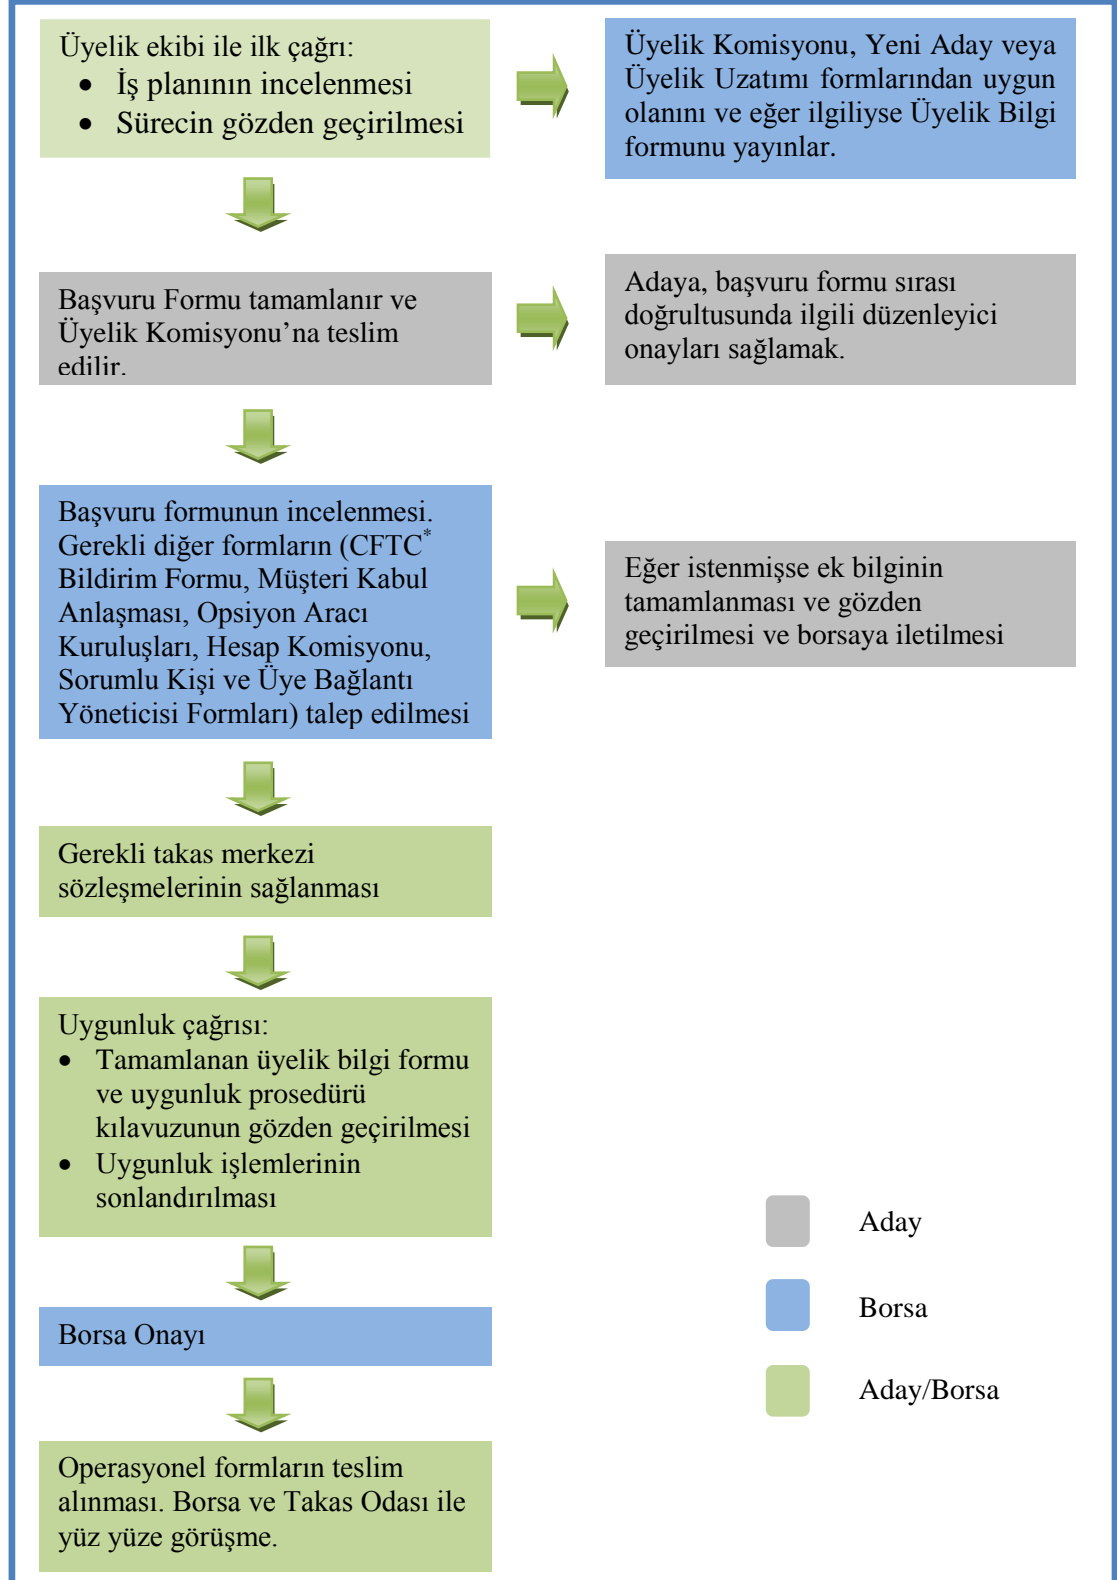 Üyelik ekibi ile ilk çağrı:
• İş planının incelenmesi
• Sürecin gözden geçirilmesi
Üyelik Komisyonu, Yeni Aday veya
Üyelik Uzatımı formlarından uygun
olanını ve eğer ilgiliyse Üyelik Bilgi
formunu yayınlar.
Başvuru Formu tamamlanır ve
Üyelik Komisyonu’na teslim
edilir.
Adaya, başvuru formu sırası
doğrultusunda ilgili düzenleyici
onayları sağlamak.
Başvuru formunun incelenmesi.
Gerekli diğer formların (CFTC*
Bildirim Formu, Müşteri Kabul
Anlaşması, Opsiyon Aracı
Kuruluşları, Hesap Komisyonu,
Sorumlu Kişi ve Üye Bağlantı
Yöneticisi Formları) talep edilmesi
Eğer istenmişse ek bilginin
tamamlanması ve gözden
geçirilmesi ve borsaya iletilmesi
Gerekli takas merkezi
sözleşmelerinin sağlanması
Uygunluk çağrısı:
• Tamamlanan üyelik bilgi formu
ve uygunluk prosedürü
kılavuzunun gözden geçirilmesi
• Uygunluk işlemlerinin
sonlandırılması
Borsa Onayı
Operasyonel formların teslim
alınması. Borsa ve Takas Odası ile
yüz yüze görüşme.
Aday
Borsa
Aday/Borsa